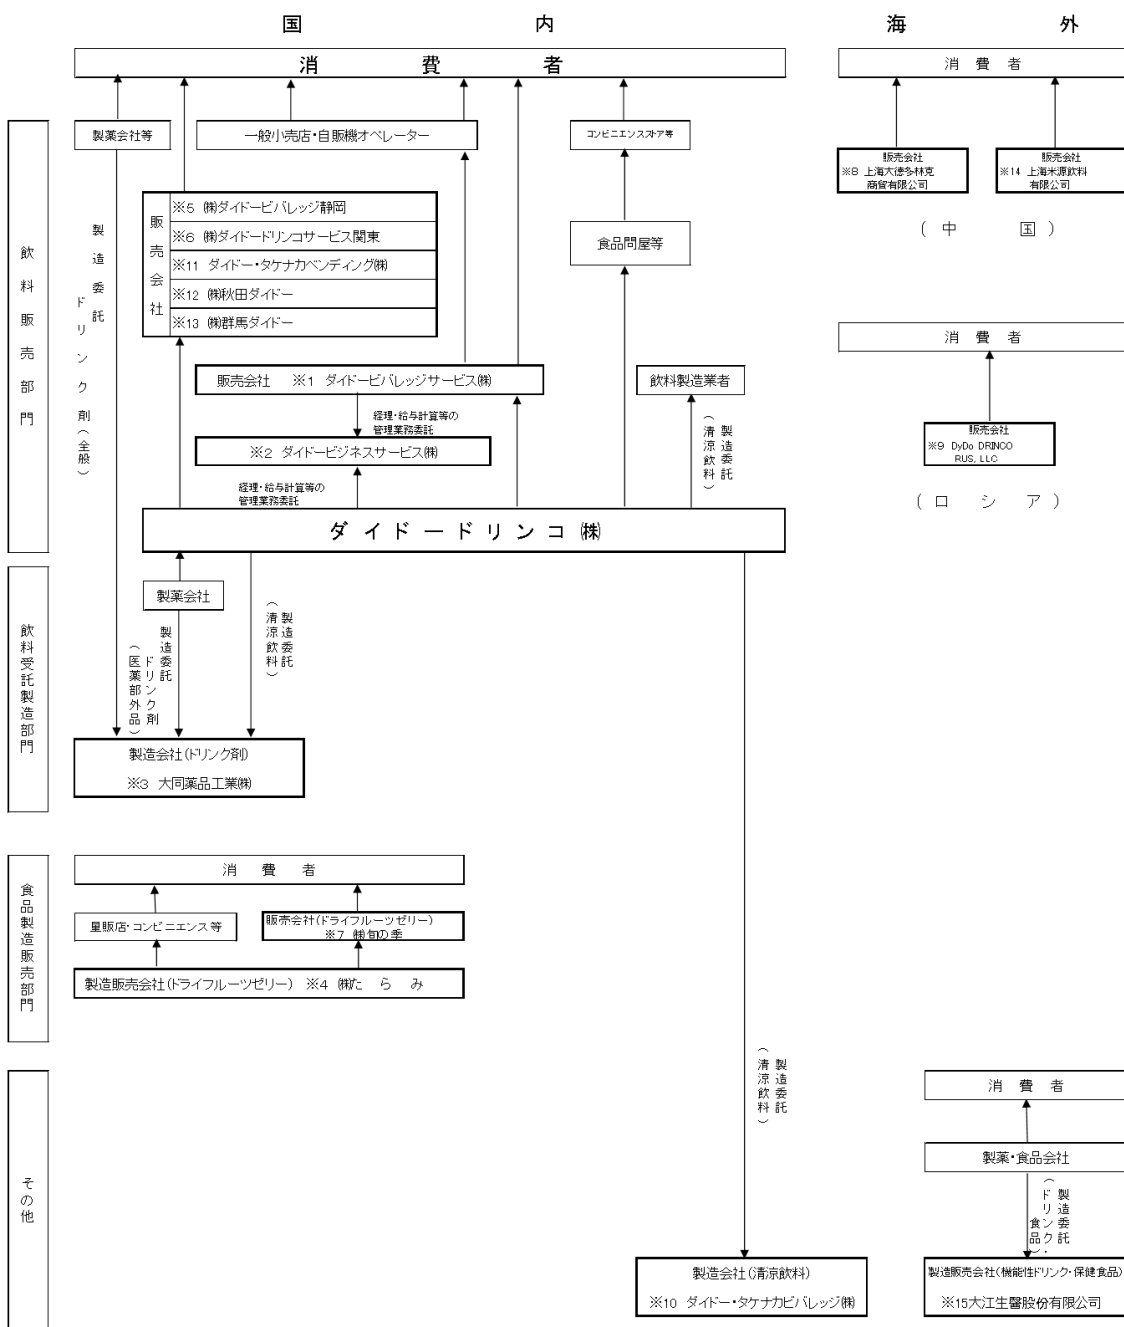 国　内
海　外
消　費　者
消　費　者
飲料販売部門
製薬会社等
一般小売店・自販機オペレーター
コンビニエンスストア等
販売会社
※8 上海大徳多林克
商貿有限公司
販売会社
※14 上海米源飲料
有限公司
(中　国)
製造委託
ドリンク剤(全般)
販売会社
※5 ㈱ダイドービバレッジ静岡
※6 ㈱ダイドードリンコサービス関東
※11 ダイドー・タケナカベンディング㈱
※12 ㈱秋田ダイドー
※13 ㈱群馬ダイドー
食品問屋等
消　費　者
販売会社　※1 ダイドービバレッジサービス㈱
飲料製造業者
経理・給与計算等の
管理業務委託
※2 ダイドービジネスサービス㈱
製造委託
(清涼飲料)
販売会社
※9 DyDo DRINCO
RUS, LLC
(ロ　シ　ア)
経理・給与計算等の
管理業務委託
ダイドードリンコ㈱
飲料受託製造部門
製薬会社
製造委託
ドリンク剤
(医薬部外品)
製造委託
(清涼飲料)
製造会社(ドリンク剤)
※3 大同薬品工業㈱
食品製造販売部門
消　費　者
量販店・コンビニエンス等
販売会社(ドライフルーツゼリー)
※7 ㈱旬の季
製造販売会社(ドライフルーツゼリー) ※4 ㈱た ら み
製造委託
(清涼飲料)
その他
消　費　者
製薬・食品会社
製造委託
(ドリンク・
食品)
製造会社(清涼飲料)
※10 ダイドー・タケナカビバレッジ㈱
製造販売会社(機能性ドリンク・保健食品)
※15大江生醫股份有限公司